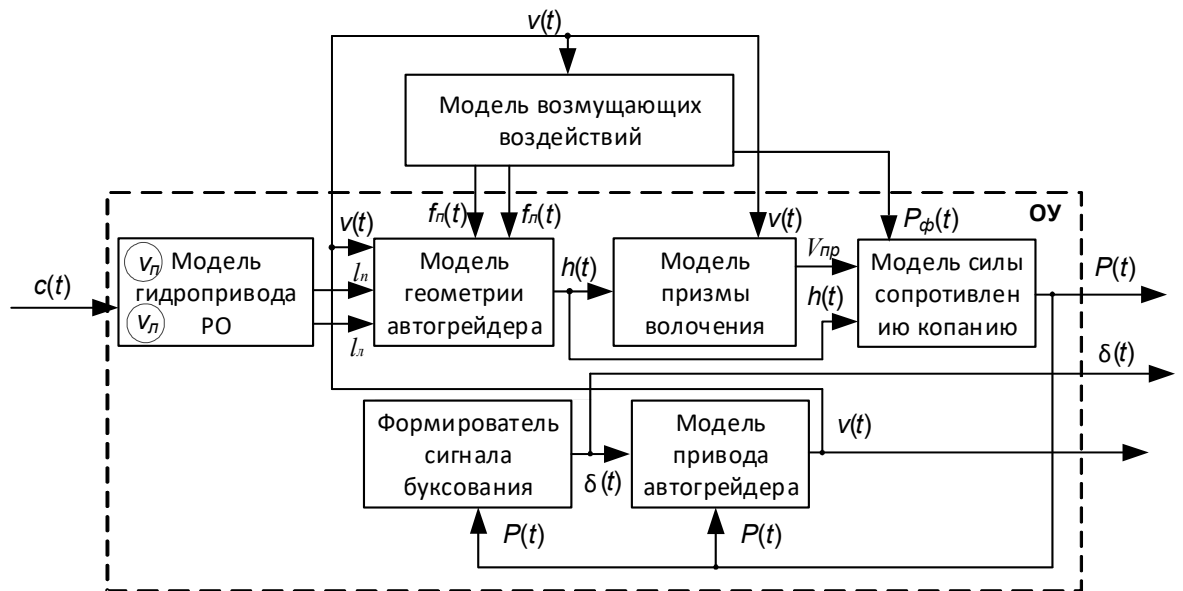 v(t)
Модель возмущающих
воздействий
ОУ
v(t)
fп(t)
fл(t)
v(t)
Pф(t)
vп
Модель
гидропривода
vл
РО
c(t)
lп
lл
Модель
геометрии
автогрейдера
h(t)
Модель
призмы
волочения
Vпр
h(t)
Модель силы
сопротивлен
ию копанию
P(t)
δ(t)
Формирователь
сигнала
буксования
δ(t)
Модель
привода
автогрейдера
v(t)
P(t)
P(t)